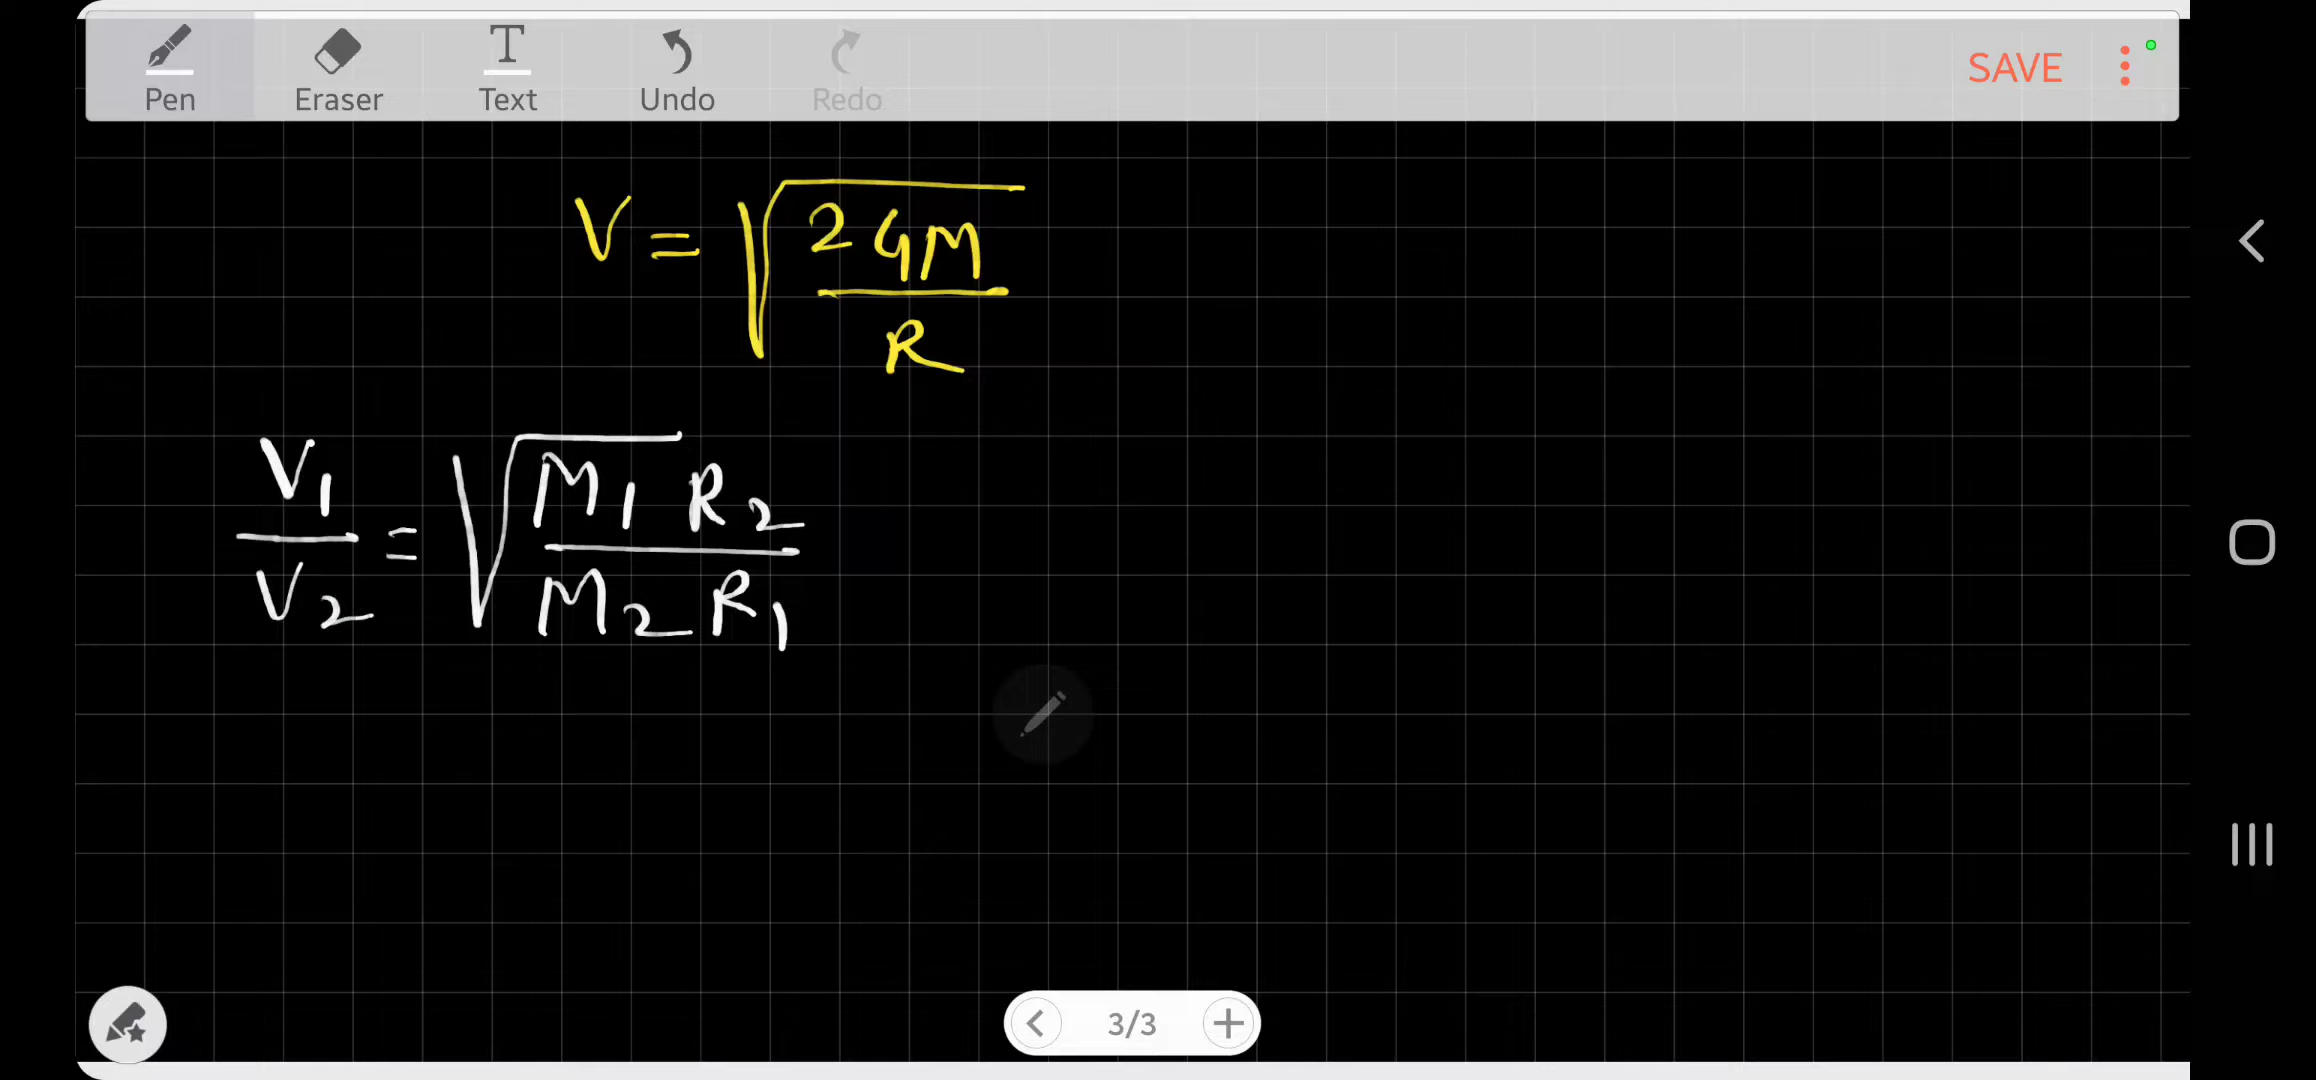 Pen Eraser Text Undo Redo SAVE
V = √(2GM / R)
V₁ / V₂ = √(M₁ R₂ / M₂ R₁)
3/3